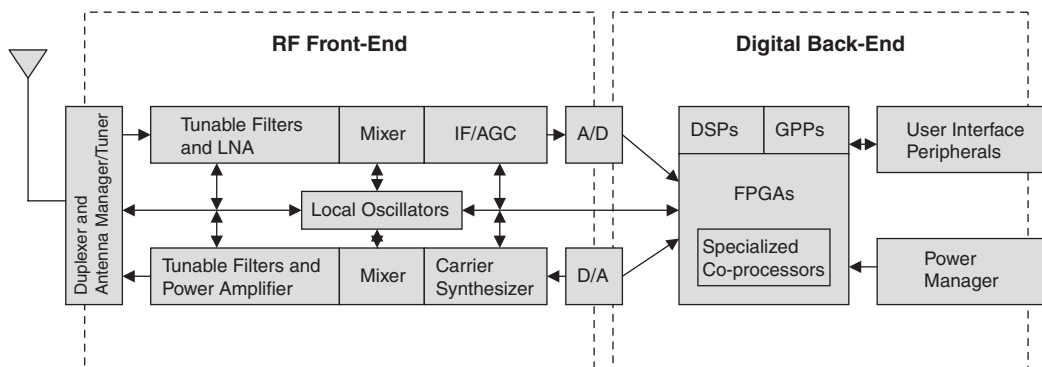 RF Front-End
Digital Back-End
Duplexer and
Antenna Manager/Tuner
Tunable Filters
and LNA
Mixer
IF/AGC
A/D
DSPs
GPPs
User Interface
Peripherals
Local Oscillators
FPGAs
Tunable Filters and
Power Amplifier
Mixer
Carrier
Synthesizer
D/A
Specialized
Co-processors
Power
Manager